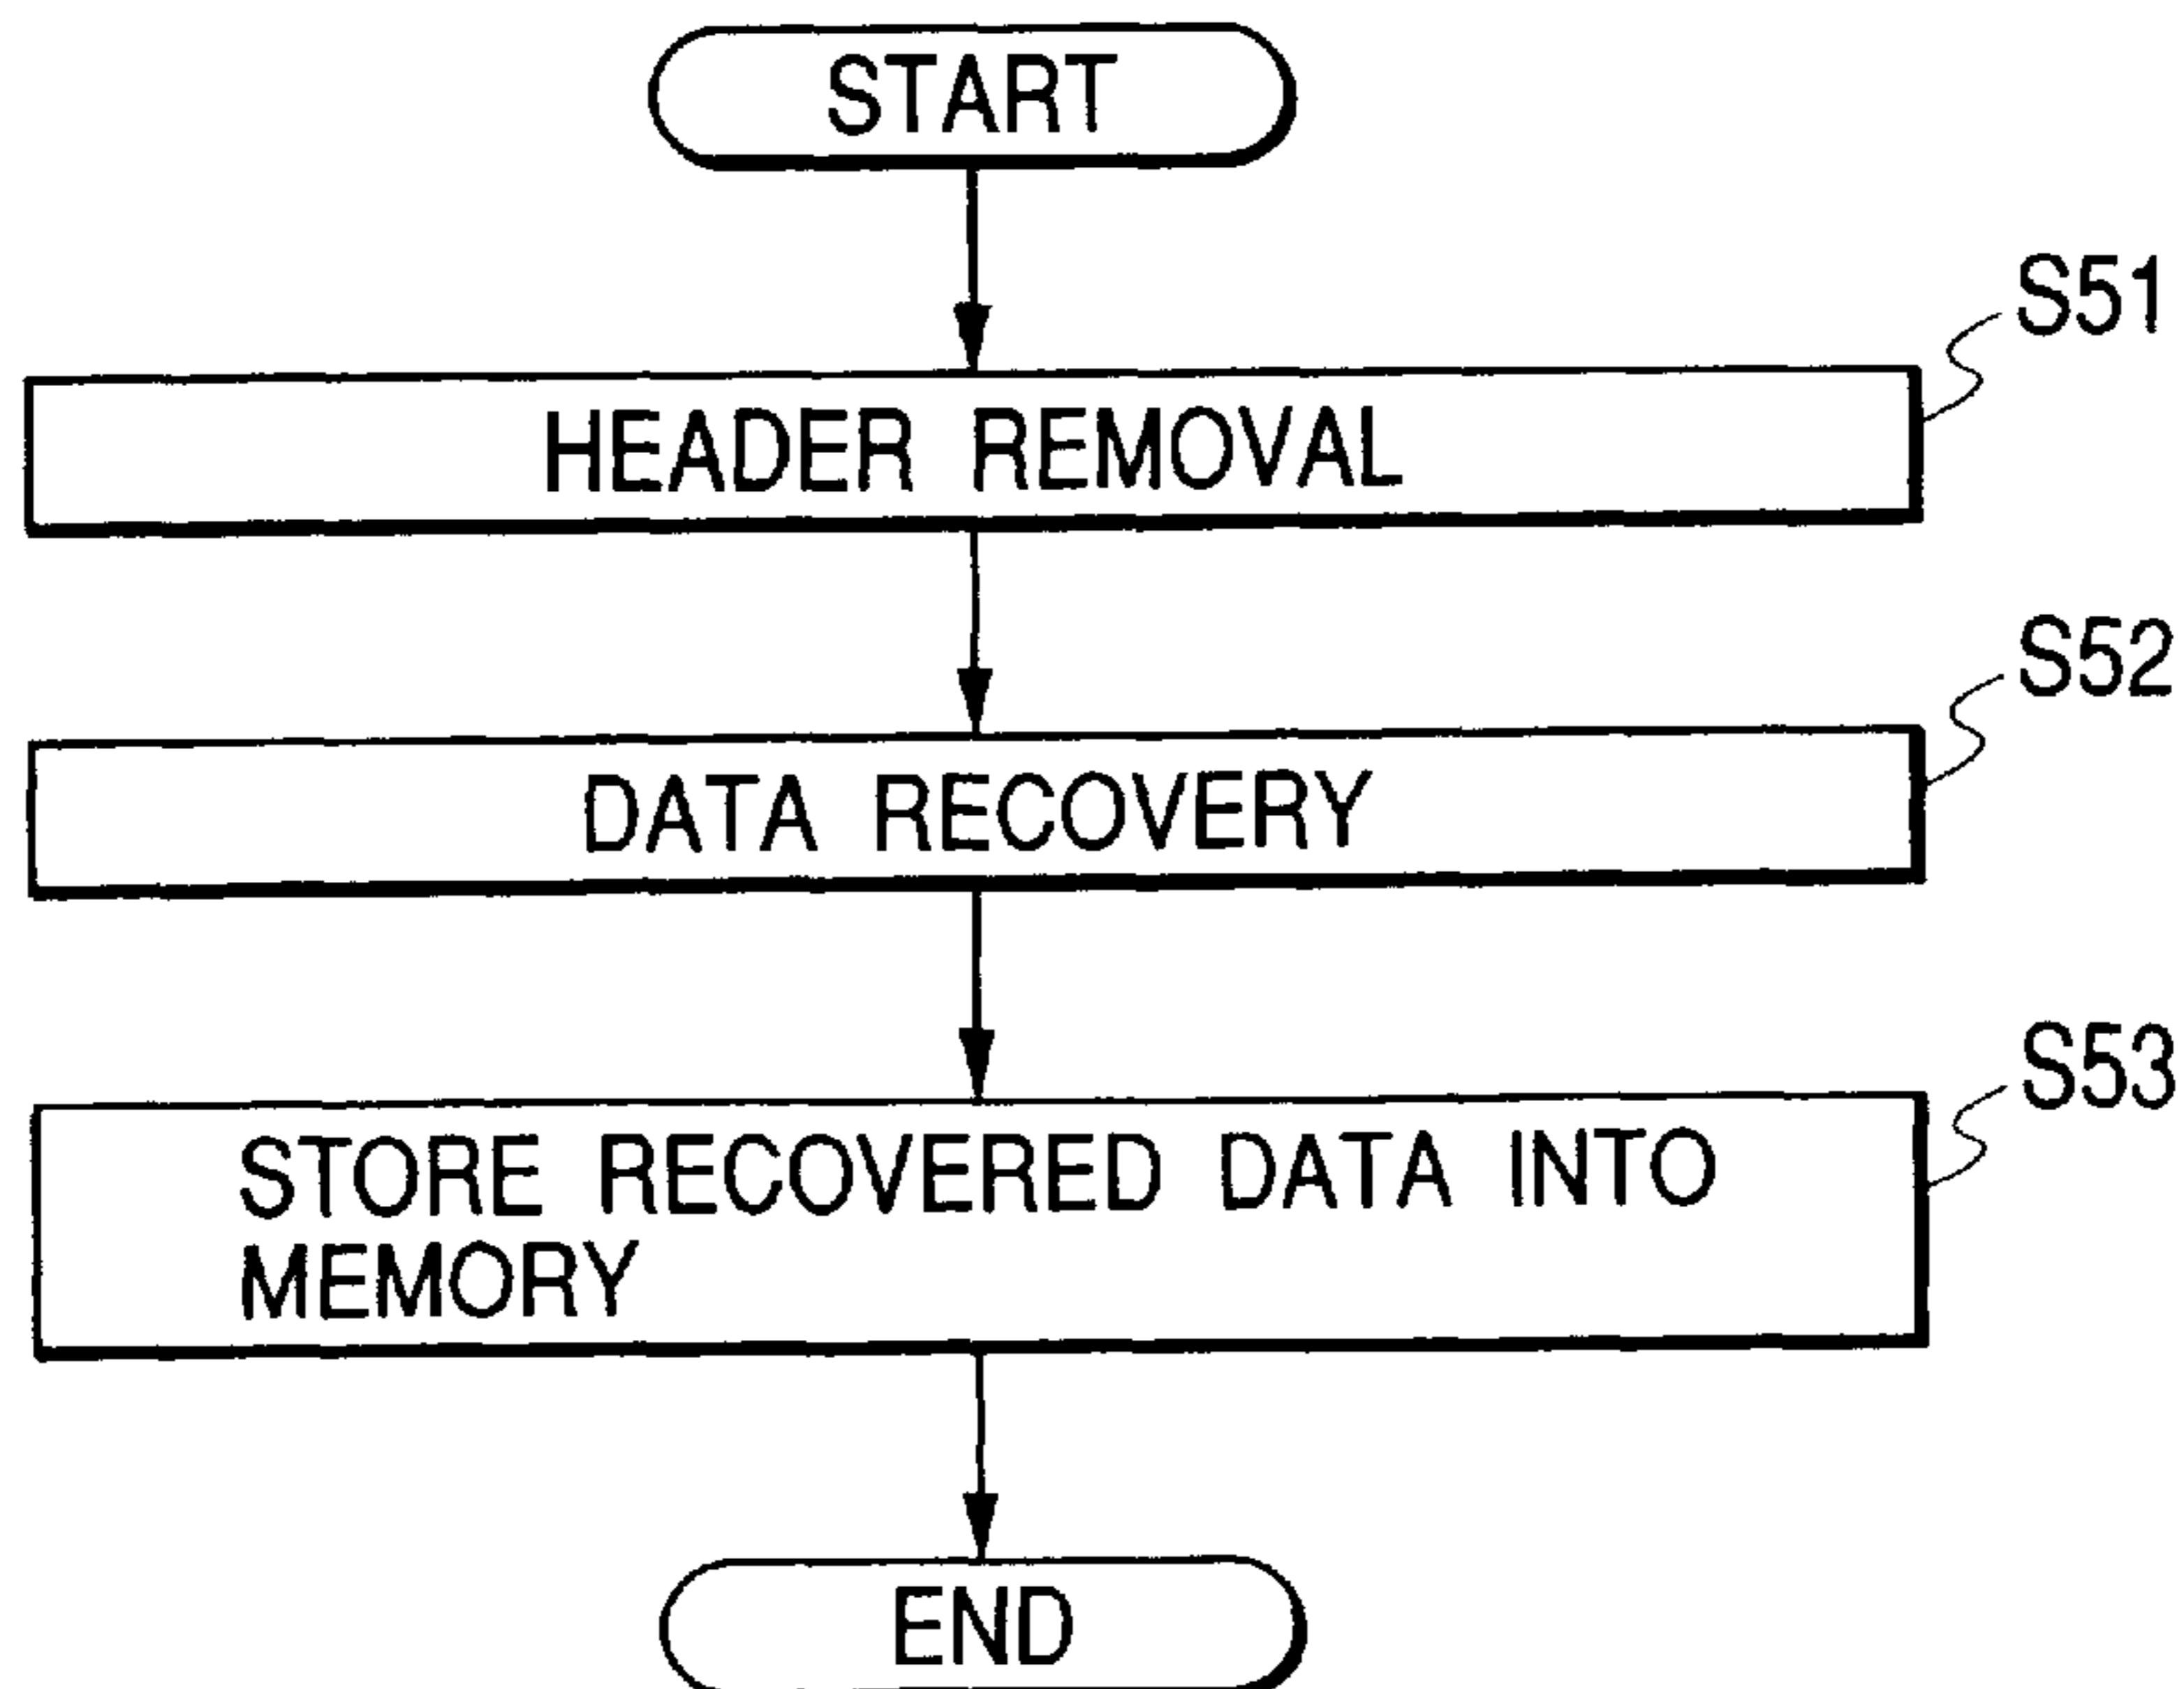 START
S51
HEADER REMOVAL
S52
DATA RECOVERY
S53
STORE RECOVERED DATA INTO
MEMORY
END